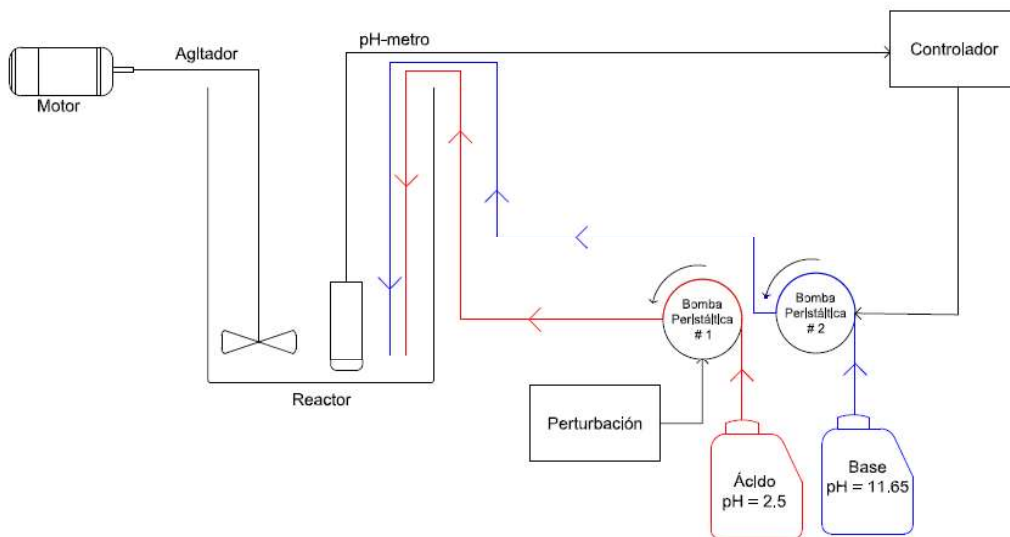 pH-metro
Agitador
Controlador
Motor
Bomba
Peristáltica
# 1
Bomba
Peristáltica
# 2
Reactor
Perturbación
Ácido
pH = 2.5
Base
pH = 11.65